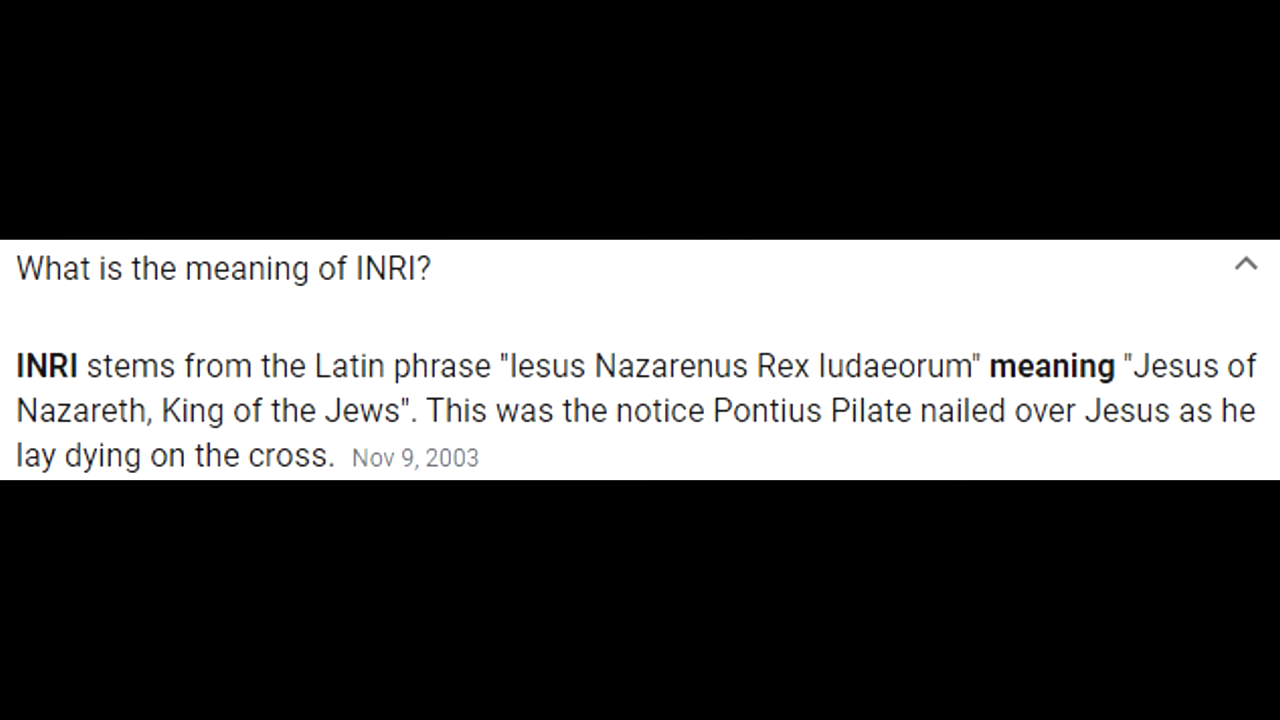 What is the meaning of INRI?
INRI stems from the Latin phrase "Iesus Nazarenus Rex Iudaeorum" meaning "Jesus of
Nazareth, King of the Jews". This was the notice Pontius Pilate nailed over Jesus as he
lay dying on the cross. Nov 9, 2003